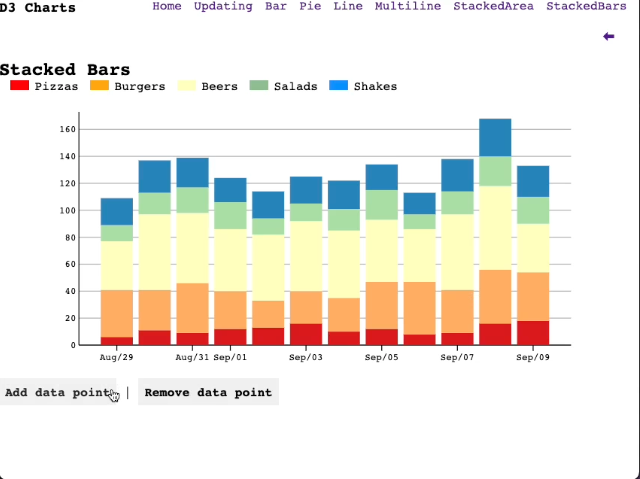 D3 Charts Home Updating Bar Pie Line Multiline StackedArea StackedBars
Stacked Bars
Pizzas Burgers Beers Salads Shakes
160
140
120
100
80
60
40
20
0
Aug/29 Aug/31 Sep/01 Sep/03 Sep/05 Sep/07 Sep/09
Add data point | Remove data point